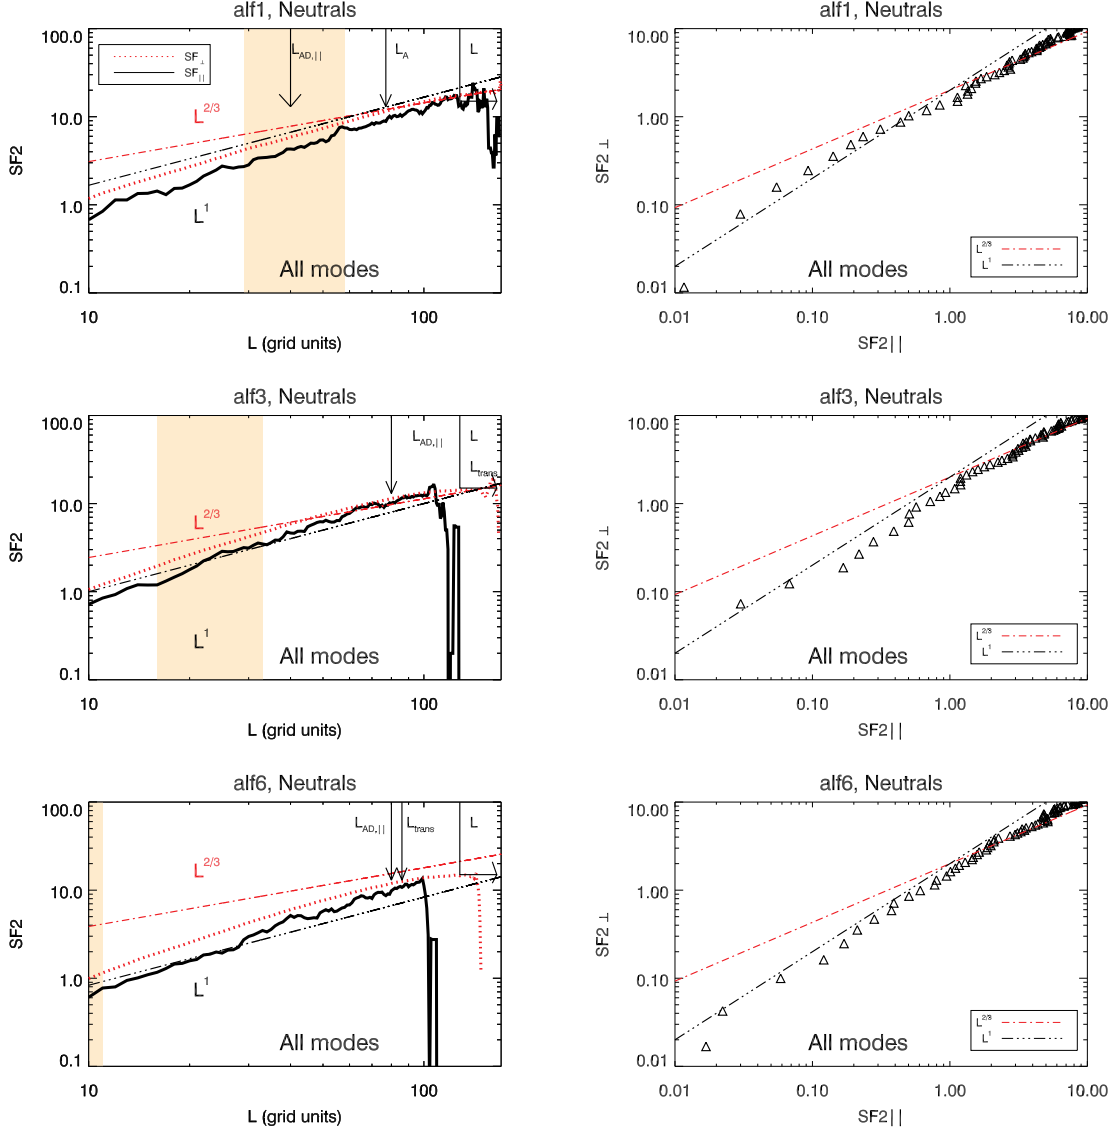 alf1, Neutrals
100.0
10.0
1.0
0.1
SF2
SF⊥
SF||
L_AD,||
L_A
L
L^2/3
L^1
All modes
10
100
L (grid units)
alf1, Neutrals
10.00
1.00
0.10
0.01
SF2⊥
L^2/3
L^1
All modes
0.01
0.10
1.00
10.00
SF2||
alf3, Neutrals
100.0
10.0
1.0
0.1
SF2
L_AD,||
L
L_trans
L^2/3
L^1
All modes
10
100
L (grid units)
alf3, Neutrals
10.00
1.00
0.10
0.01
SF2⊥
L^2/3
L^1
All modes
0.01
0.10
1.00
10.00
SF2||
alf6, Neutrals
100.0
10.0
1.0
0.1
SF2
L_AD,||
L_trans
L
L^2/3
L^1
All modes
10
100
L (grid units)
alf6, Neutrals
10.00
1.00
0.10
0.01
SF2⊥
L^2/3
L^1
All modes
0.01
0.10
1.00
10.00
SF2||